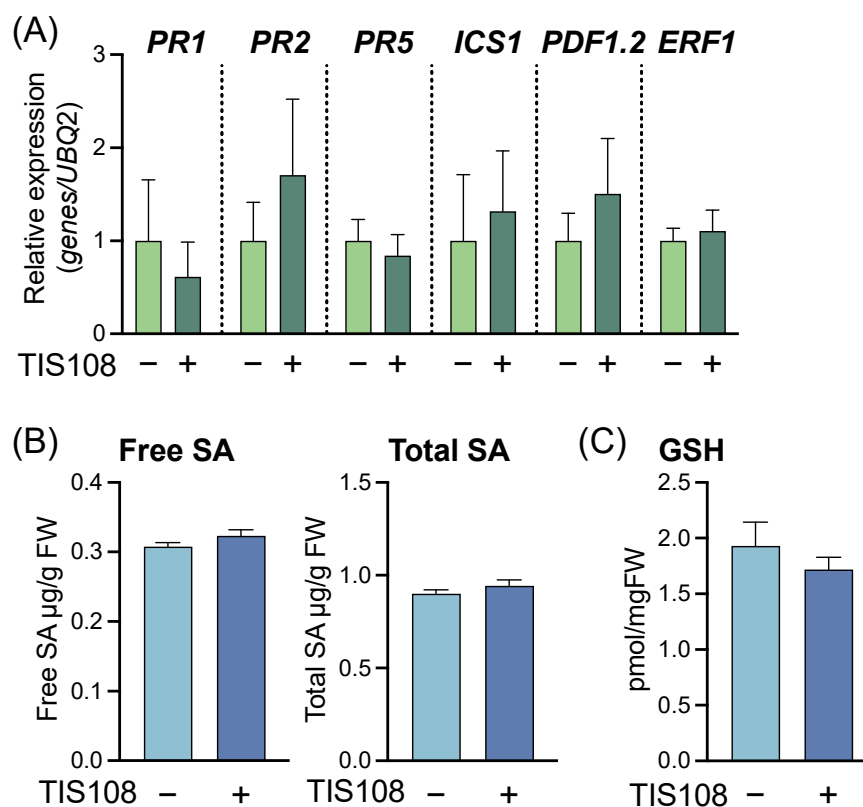 (A)
PR1 PR2 PR5 ICS1 PDF1.2 ERF1
Relative expression
(genes/UBQ2)
3
2
1
0
TIS108 − + − + − + − + − + − +
(B)
Free SA
Free SA µg/g FW
0.4
0.3
0.2
0.1
0.0
TIS108 − +
Total SA
Total SA µg/g FW
1.5
1.0
0.5
0.0
TIS108 − +
(C)
GSH
pmol/mgFW
2.5
2.0
1.5
1.0
0.5
0.0
TIS108 − +